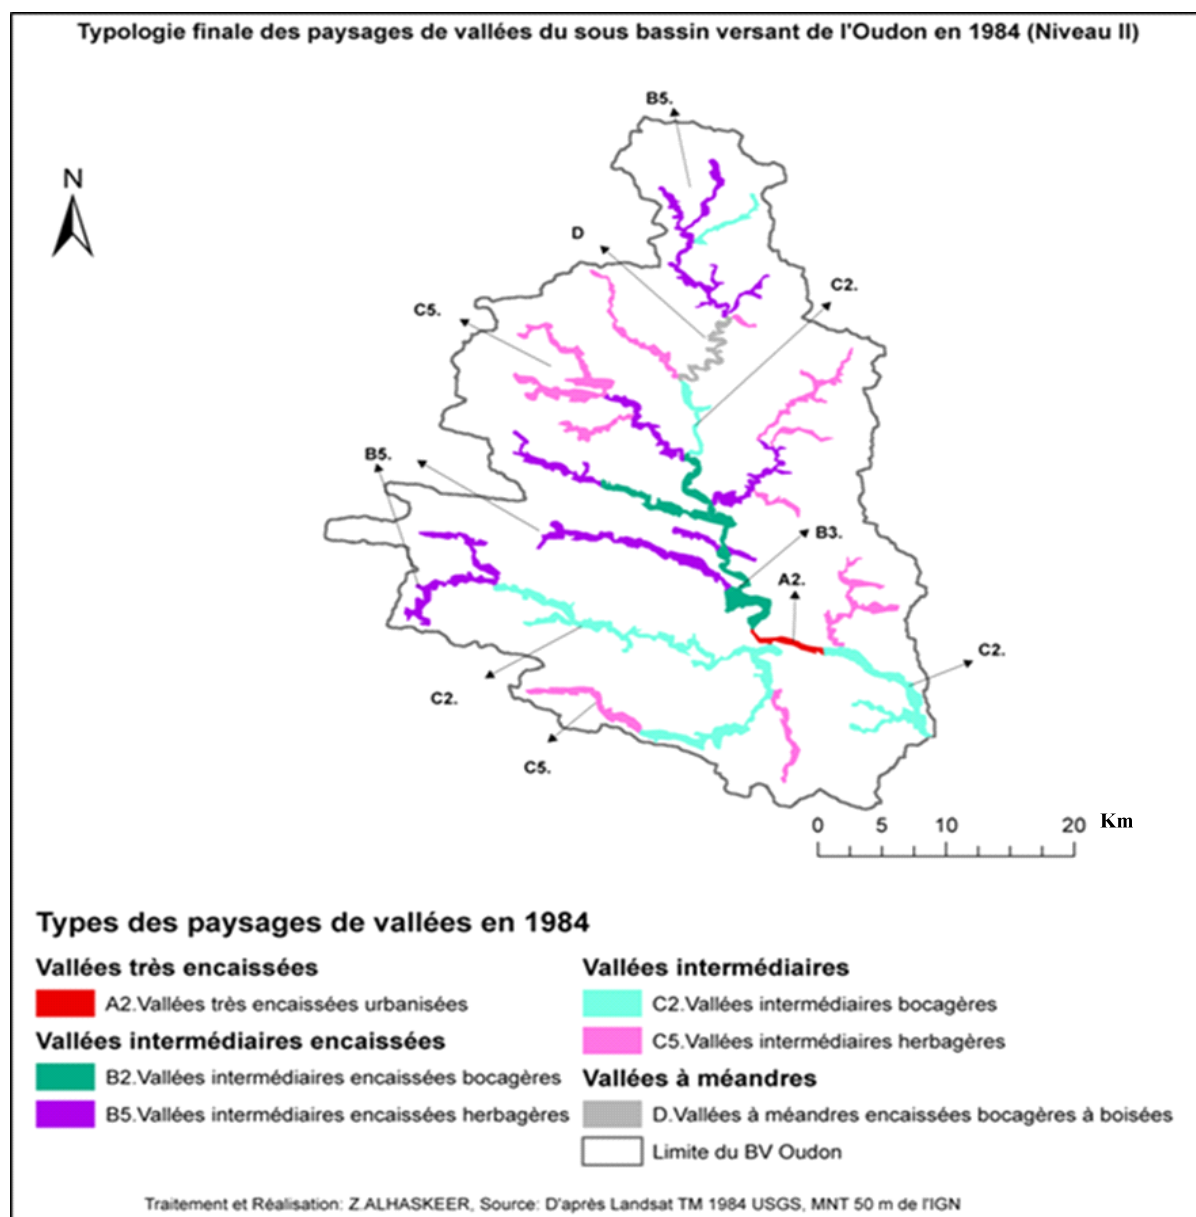 Typologie finale des paysages de vallées du sous bassin versant de l'Oudon en 1984 (Niveau II)
B5.
N
D
C2.
C5.
B5.
B3.
A2.
C2.
C2.
C5.
0 5 10 20 Km
Types des paysages de vallées en 1984
Vallées très encaissées
A2.Vallées très encaissées urbanisées
Vallées intermédiaires encaissées
B2.Vallées intermédiaires encaissées bocagères
B5.Vallées intermédiaires encaissées herbagères
Vallées intermédiaires
C2.Vallées intermédiaires bocagères
C5.Vallées intermédiaires herbagères
Vallées à méandres
D.Vallées à méandres encaissées bocagères à boisées
Limite du BV Oudon
Traitement et Réalisation: Z.ALHASKEER, Source: D'après Landsat TM 1984 USGS, MNT 50 m de l'IGN